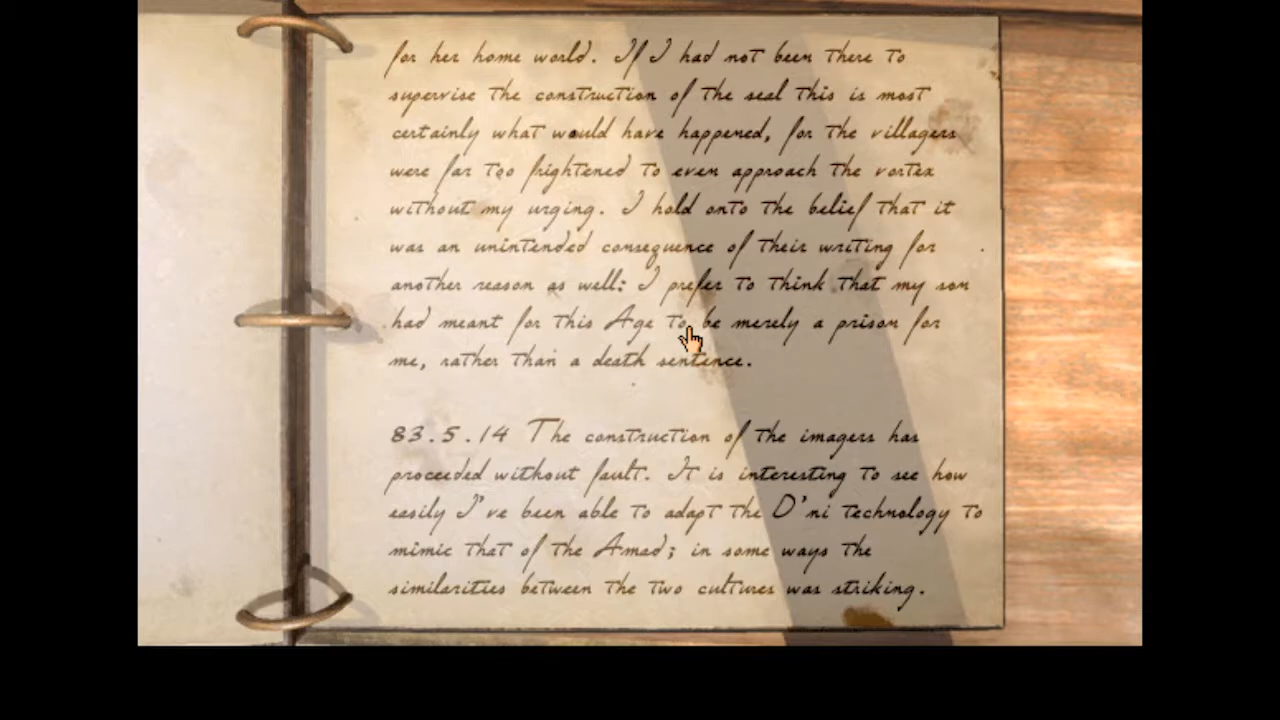 for her home world. If I had not been there to
supervise the construction of the seal this is most
certainly what would have happened, for the villagers
were far too frightened to even approach the vortex
without my urging. I hold onto the belief that it
was an unintended consequence of their writing for
another reason as well: I prefer to think that my son
had meant for this Age to be merely a prison for
me, rather than a death sentence.
83.5.14 The construction of the imagers has
proceeded without fault. It is interesting to see how
easily I've been able to adapt the D'ni technology to
mimic that of the Amad; in some ways the
similarities between the two cultures was striking.